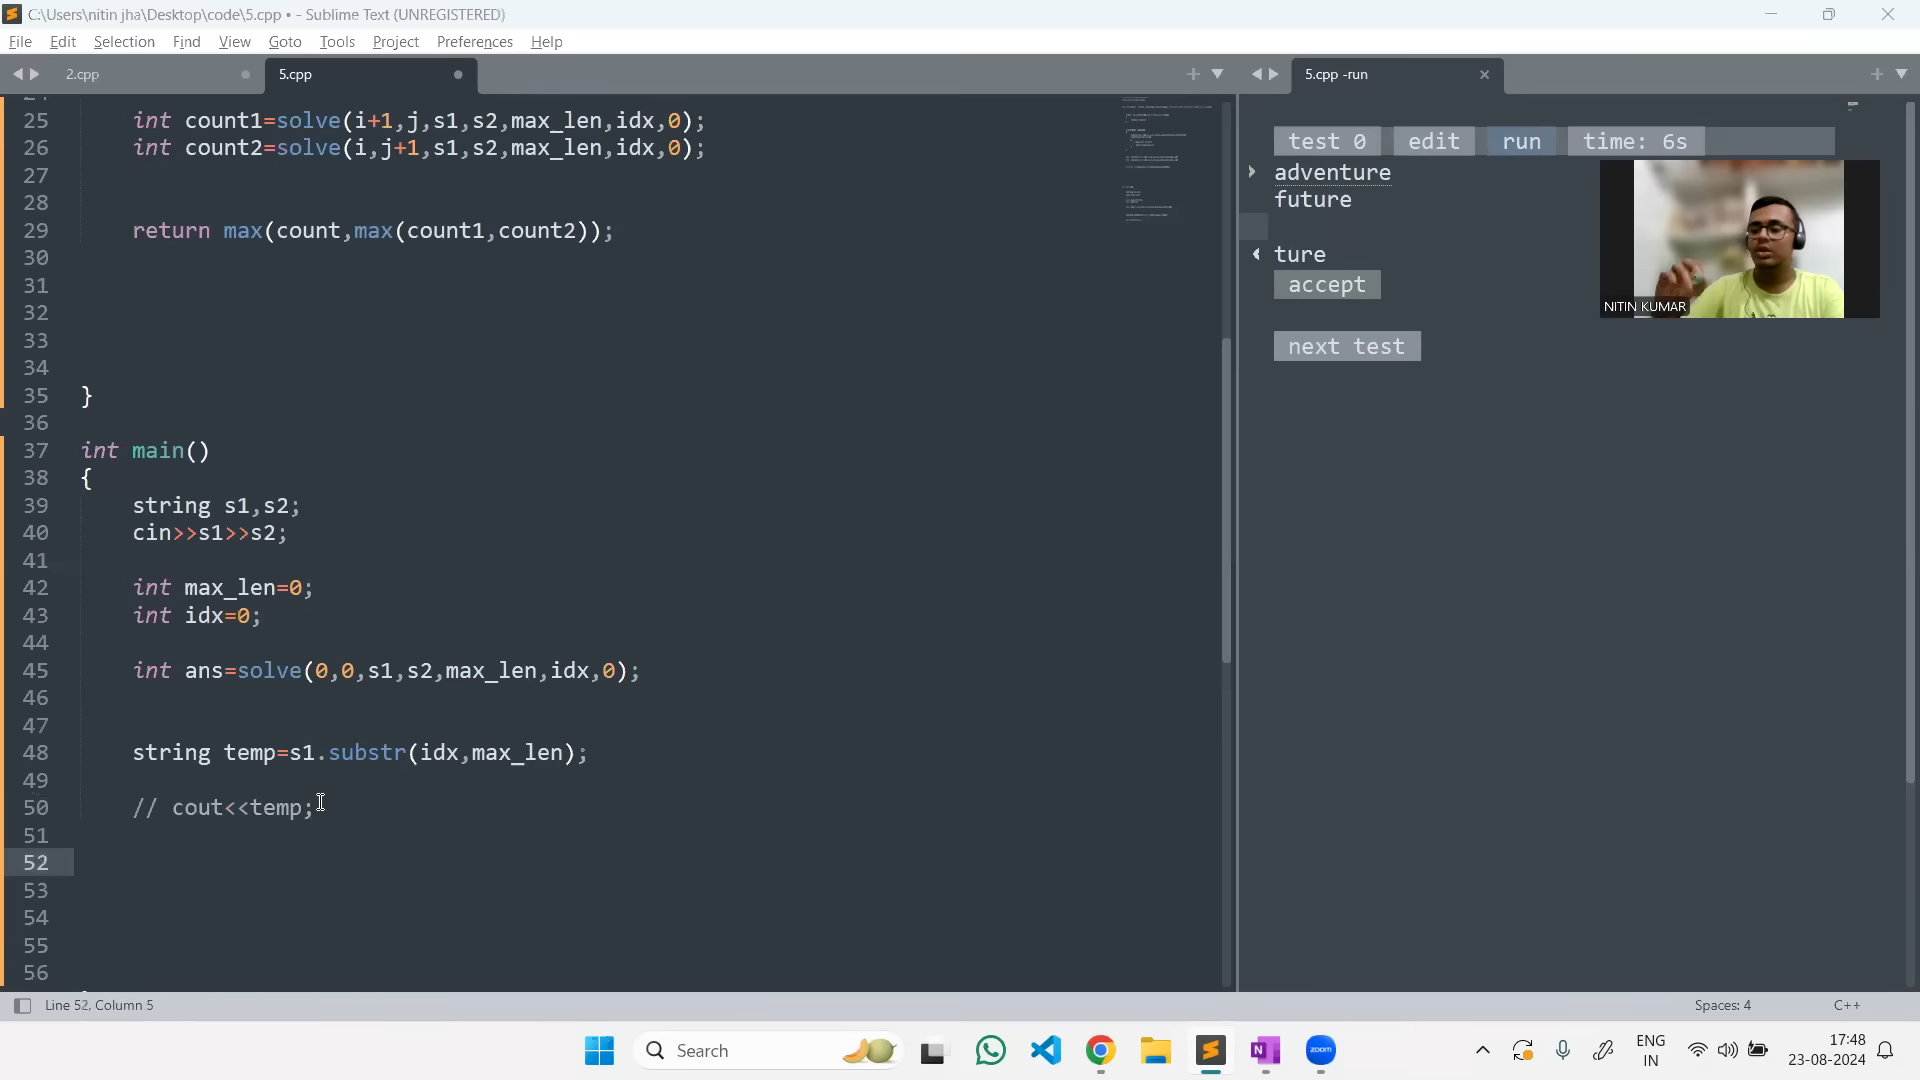 C:\Users\nitin jha\Desktop\code\5.cpp • - Sublime Text (UNREGISTERED)
File Edit Selection Find View Goto Tools Project Preferences Help
2.cpp
5.cpp
5.cpp -run
25 int count1=solve(i+1,j,s1,s2,max_len,idx,0);
26 int count2=solve(i,j+1,s1,s2,max_len,idx,0);
27
28
29 return max(count,max(count1,count2));
30
31
32
33
34
35 }
36
37 int main()
38 {
39 string s1,s2;
40 cin>>s1>>s2;
41
42 int max_len=0;
43 int idx=0;
44
45 int ans=solve(0,0,s1,s2,max_len,idx,0);
46
47
48 string temp=s1.substr(idx,max_len);
49
50 // cout<<temp;
51
52
53
54
55
56
test 0 edit run time: 6s
adventure
future
ture
accept
next test
NITIN KUMAR
Line 52, Column 5
Spaces: 4
C++
Search
zoom
ENG
IN
17:48
23-08-2024